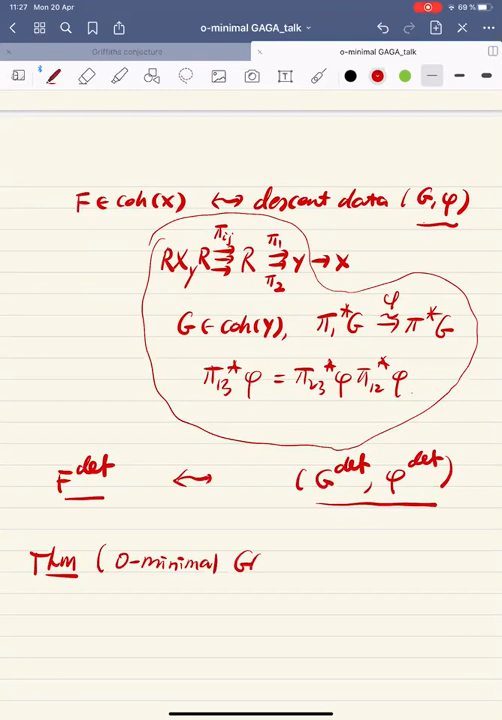 11:27 Mon 20 Apr 69 %
o-minimal GAGA_talk
Griffiths conjecture o-minimal GAGA_talk
F ∈ coh(X) ↔ descent data (G, φ)
R×_Y R ⇶ R ⇉ Y → X
π_ij π_1 π_2
G ∈ coh(Y), π_1^* G ≅ π^* G
φ
π_13^* φ = π_23^* φ π_12^* φ
F^def ↔ (G^def, φ^def)
Thm (O-minimal GA